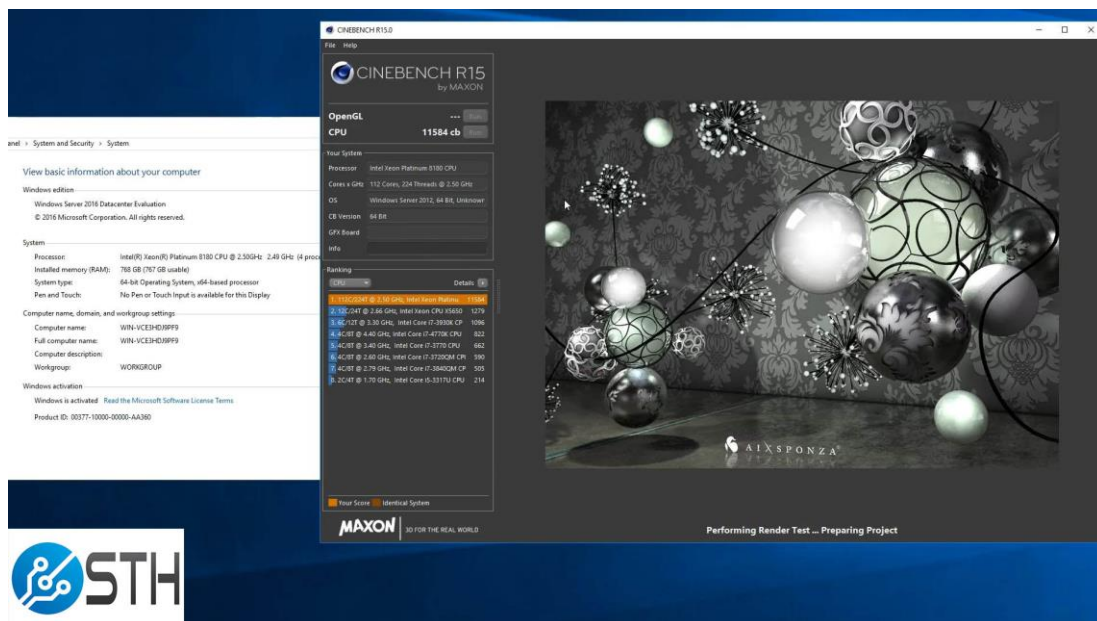 CINEBENCH R15.0
File Help
CINEBENCH R15
by MAXON
OpenGL --- Run
CPU 11584 cb Run
Your System
Processor Intel Xeon Platinum 8180 CPU
Cores x GHz 112 Cores, 224 Threads @ 2.50 GHz
OS Windows Server 2012, 64 Bit, Unknowr
CB Version 64 Bit
GFX Board
Info
Ranking
CPU Details
1. 112C/224T @ 2.50 GHz, Intel Xeon Platinu 11584
2. 12C/24T @ 2.66 GHz, Intel Xeon CPU X5650 1279
3. 6C/12T @ 3.30 GHz, Intel Core i7-3930K CP 1096
4. 4C/8T @ 4.40 GHz, Intel Core i7-4770K CPU 822
5. 4C/8T @ 3.40 GHz, Intel Core i7-3770 CPU 662
6. 4C/8T @ 2.60 GHz, Intel Core i7-3720QM CPI 590
7. 4C/8T @ 2.79 GHz, Intel Core i7-3840QM CP 505
8. 2C/4T @ 1.70 GHz, Intel Core i5-3317U CPU 214
Your Score Identical System
MAXON 3D FOR THE REAL WORLD
AIXSPONZA®
Performing Render Test ... Preparing Project
anel › System and Security › System
View basic information about your computer
Windows edition
Windows Server 2016 Datacenter Evaluation
© 2016 Microsoft Corporation. All rights reserved.
System
Processor: Intel(R) Xeon(R) Platinum 8180 CPU @ 2.50GHz 2.49 GHz (4 proce
Installed memory (RAM): 768 GB (767 GB usable)
System type: 64-bit Operating System, x64-based processor
Pen and Touch: No Pen or Touch Input is available for this Display
Computer name, domain, and workgroup settings
Computer name: WIN-VCE3HDJ9PF9
Full computer name: WIN-VCE3HDJ9PF9
Computer description:
Workgroup: WORKGROUP
Windows activation
Windows is activated Read the Microsoft Software License Terms
Product ID: 00377-10000-00000-AA360
STH